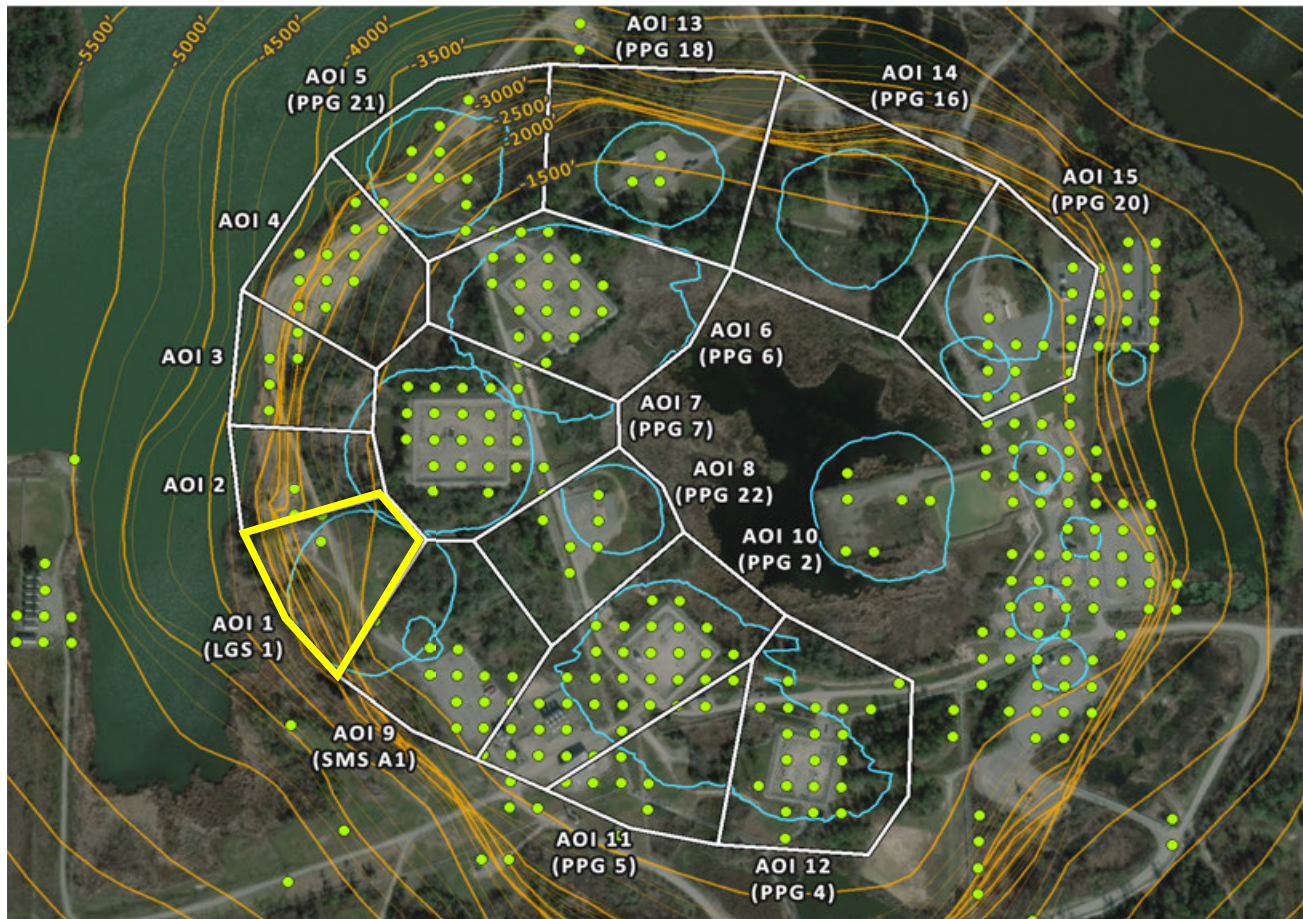 -5500'
-5000'
-4500'
-4000'
-3500'
-3000'
-2500'
-2000'
-1500'
AOI 13
(PPG 18)
AOI 14
(PPG 16)
AOI 5
(PPG 21)
AOI 15
(PPG 20)
AOI 4
AOI 3
AOI 6
(PPG 6)
AOI 7
(PPG 7)
AOI 2
AOI 8
(PPG 22)
AOI 10
(PPG 2)
AOI 1
(LGS 1)
AOI 9
(SMS A1)
AOI 11
(PPG 5)
AOI 12
(PPG 4)